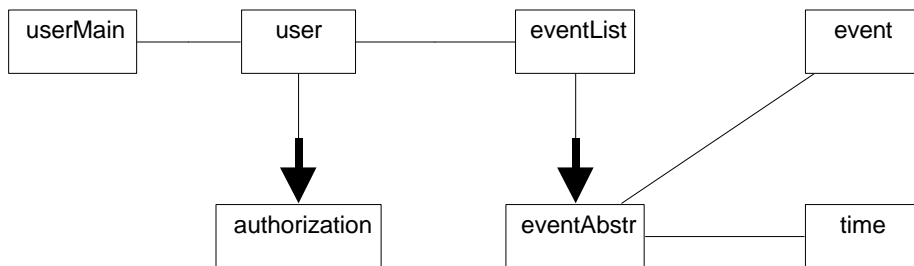 userMain
user
eventList
event
authorization
eventAbstr
time